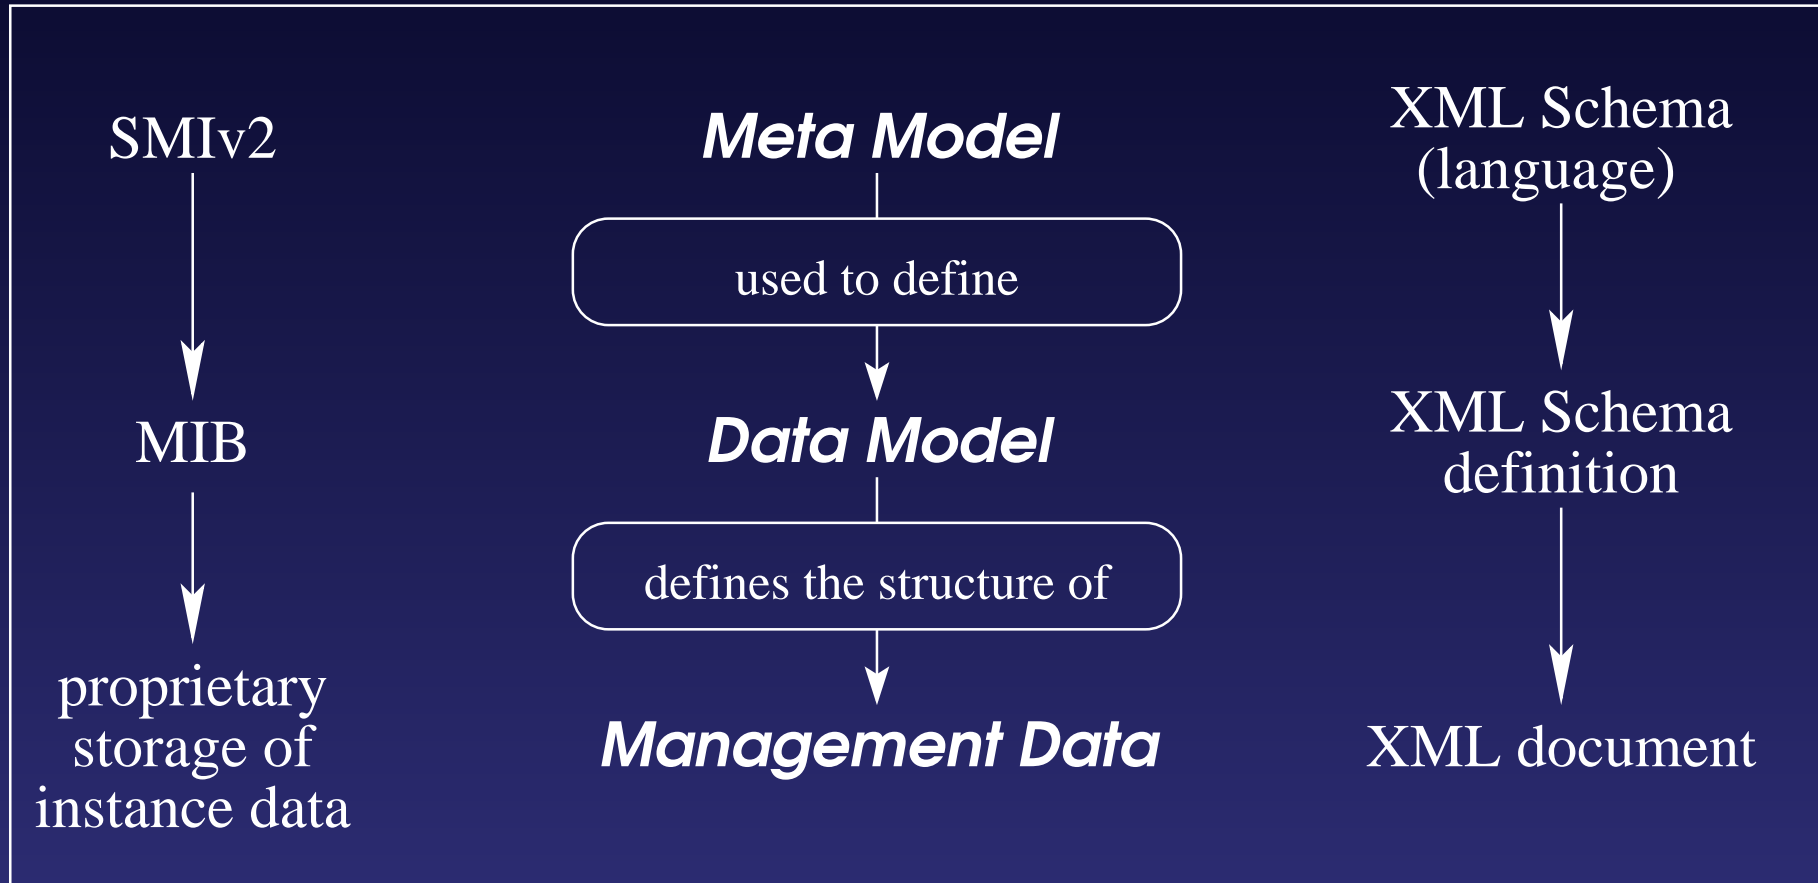 SMIv2
MIB
proprietary
storage of
instance data
Meta Model
used to define
Data Model
defines the structure of
Management Data
XML Schema
(language)
XML Schema
definition
XML document